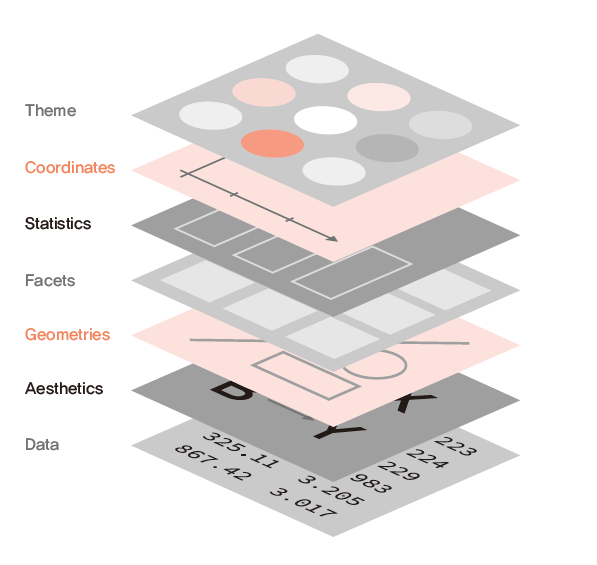 Theme
Coordinates
Statistics
Facets
Geometries
Aesthetics
Data
D
X
Y
325.11
867.42
3.205
3.017
223
224
229
983